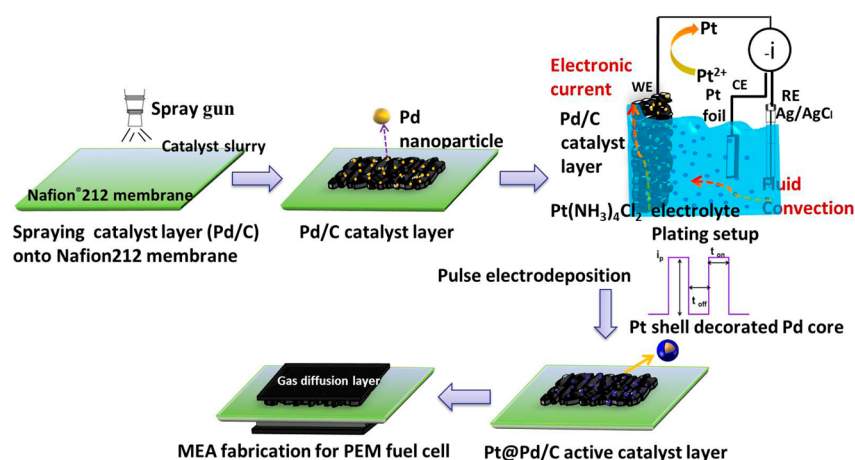 Spray gun
Catalyst slurry
Nafion®212 membrane
Spraying catalyst layer (Pd/C)
onto Nafion212 membrane
Pd
nanoparticle
Pd/C catalyst layer
Pt
-i
Pt2+
Electronic
current
WE
CE
Pt
foil
RE
Ag/AgCl
Pd/C
catalyst
layer
Fluid
Convection
Pt(NH3)4Cl2 electrolyte
Plating setup
Pulse electrodeposition
ip
t on
t off
Pt shell decorated Pd core
Gas diffusion layer
MEA fabrication for PEM fuel cell
Pt@Pd/C active catalyst layer